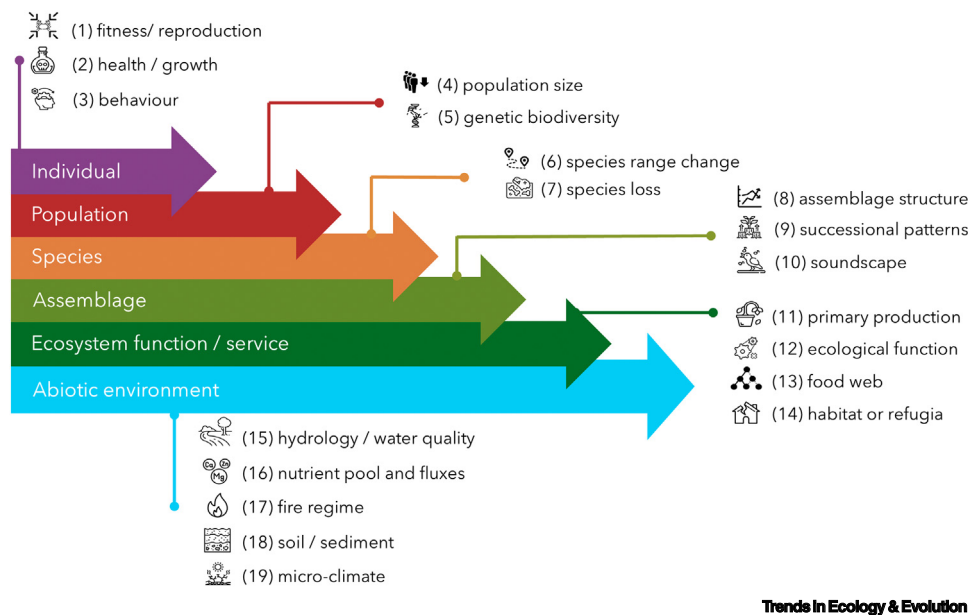 (1) fitness/ reproduction
(2) health / growth
(3) behaviour
(4) population size
(5) genetic biodiversity
(6) species range change
(7) species loss
(8) assemblage structure
(9) successional patterns
(10) soundscape
Individual
Population
Species
Assemblage
Ecosystem function / service
Abiotic environment
(11) primary production
(12) ecological function
(13) food web
(14) habitat or refugia
(15) hydrology / water quality
Ca Zn
Mg
(16) nutrient pool and fluxes
(17) fire regime
(18) soil / sediment
(19) micro-climate
Trends in Ecology & Evolution